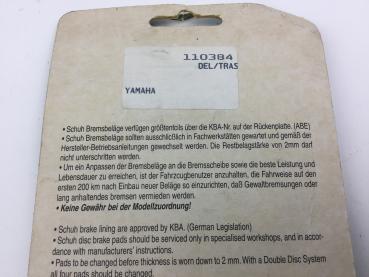 110384
DEL/TRAS
YAMAHA
• Schuh Bremsbeläge verfügen größtentoils über die KBA-Nr. auf der Rückenplatte. (ABE)
• Schuh Bremsbeläge sollten ausschließlich in Fachwerkstätten gewartet und gemäß der
Hersteller-Betriebsanleitungen gewechselt werden. Die Restbelagstärke von 2mm darf
nicht unterschritten werden.
• Um ein Anpassen der Bremsbeläge an die Bremsscheibe sowie die beste Leistung und
Lebensdauer zu erreichen, ist der Fahrzeugbenutzer anzuhalten, die Fahrweise auf den
ersten 200 km nach Einbau neuer Beläge so einzurichten, daß Gewaltbremsungen oder
lang anhaltendes bremsen vermieden werden.
• Keine Gewähr bei der Modellzuordnung!
• Schuh brake lining are approved by KBA. (German Legislation)
• Schuh disc brake pads should be serviced only in specialised workshops, and in accor-
dance with manufacturers' instructions.
• Pads to be changed before thickness is worn down to 2 mm. With a Double Disc System
all four pads should be changed.